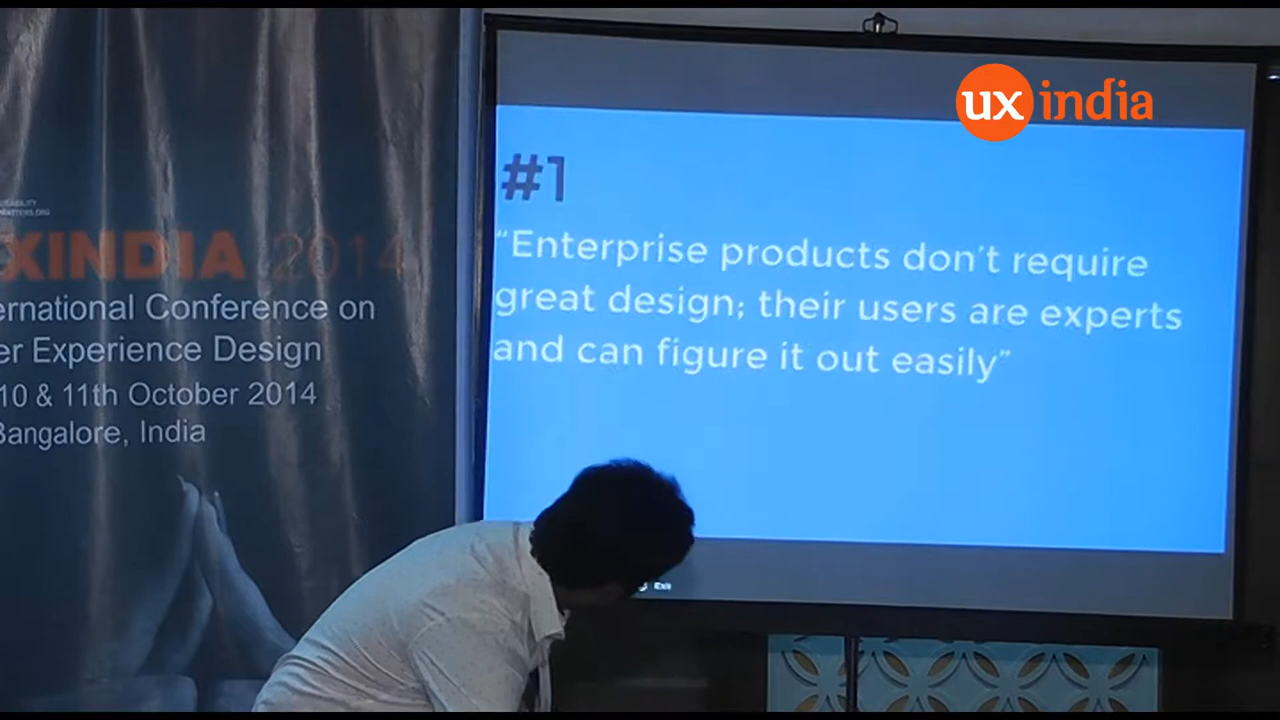 ux india
#1
"Enterprise products don't require
great design; their users are experts
and can figure it out easily"
XINDIA 2014
ernational Conference on
er Experience Design
10 & 11th October 2014
Bangalore, India
Exit